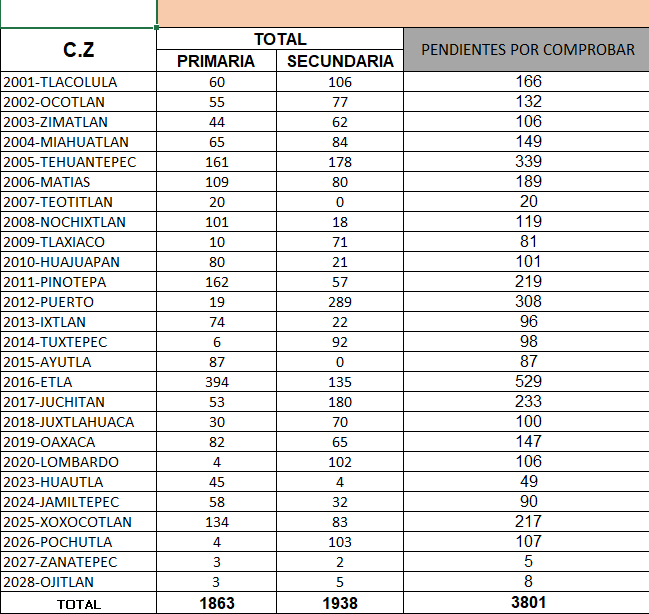 C.Z TOTAL PENDIENTES POR COMPROBAR
PRIMARIA SECUNDARIA
2001-TLACOLULA 60 106 166
2002-OCOTLAN 55 77 132
2003-ZIMATLAN 44 62 106
2004-MIAHUATLAN 65 84 149
2005-TEHUANTEPEC 161 178 339
2006-MATIAS 109 80 189
2007-TEOTITLAN 20 0 20
2008-NOCHIXTLAN 101 18 119
2009-TLAXIACO 10 71 81
2010-HUAJUAPAN 80 21 101
2011-PINOTEPA 162 57 219
2012-PUERTO 19 289 308
2013-IXTLAN 74 22 96
2014-TUXTEPEC 6 92 98
2015-AYUTLA 87 0 87
2016-ETLA 394 135 529
2017-JUCHITAN 53 180 233
2018-JUXTLAHUACA 30 70 100
2019-OAXACA 82 65 147
2020-LOMBARDO 4 102 106
2023-HUAUTLA 45 4 49
2024-JAMILTEPEC 58 32 90
2025-XOXOCOTLAN 134 83 217
2026-POCHUTLA 4 103 107
2027-ZANATEPEC 3 2 5
2028-OJITLAN 3 5 8
TOTAL 1863 1938 3801